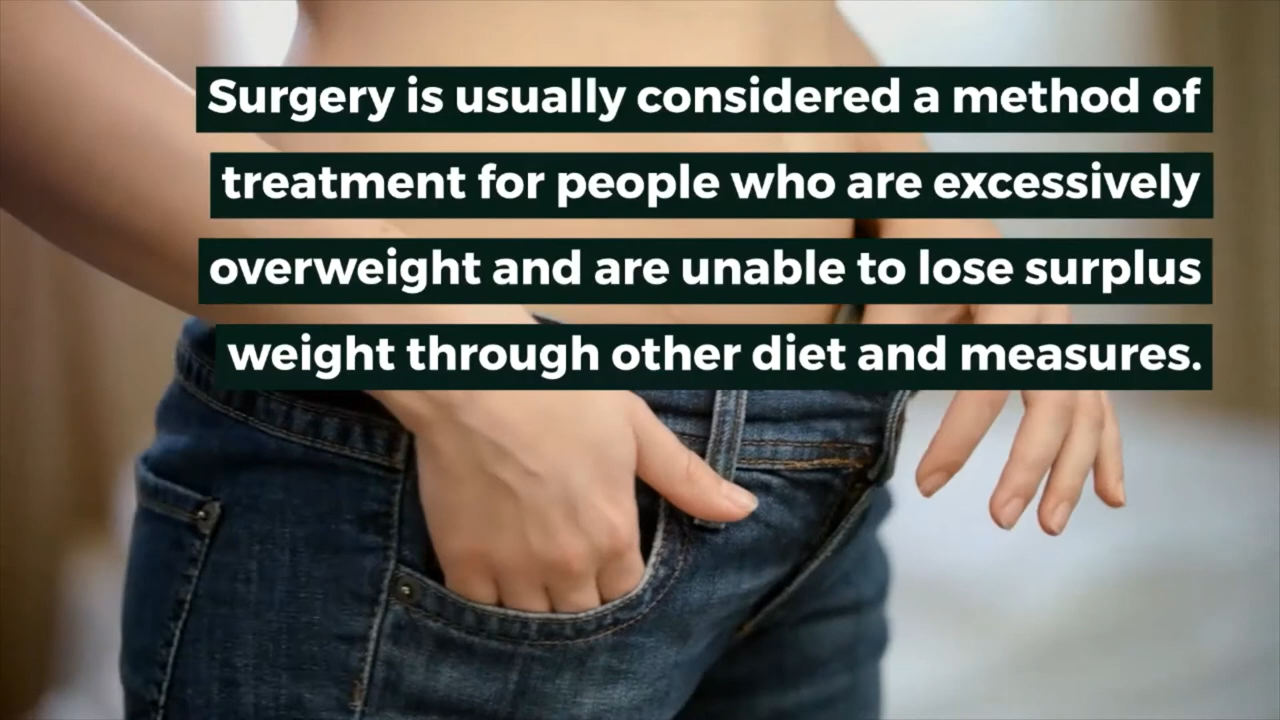 Surgery is usually considered a method of
treatment for people who are excessively
overweight and are unable to lose surplus
weight through other diet and measures.